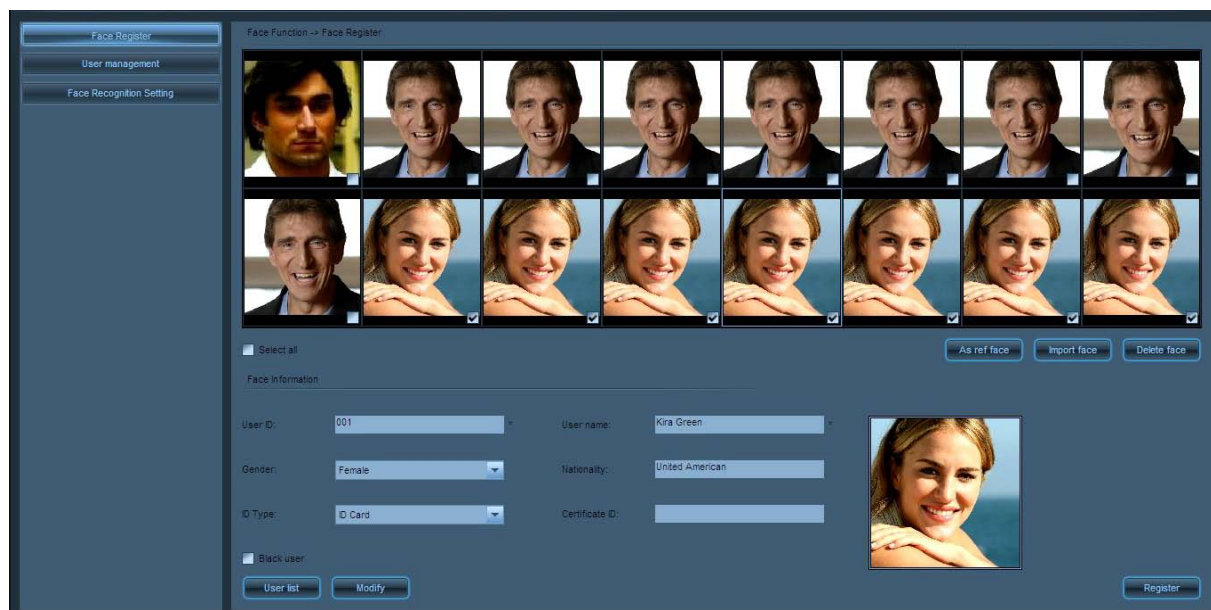 Face Register
User management
Face Recognition Setting
Face Function -> Face Register
Select all
As ref face
Import face
Delete face
Face Information
User ID: 001 *
User name: Kira Green *
Gender: Female
Nationality: United American
ID Type: ID Card
Certificate ID:
Black user
User list
Modify
Register